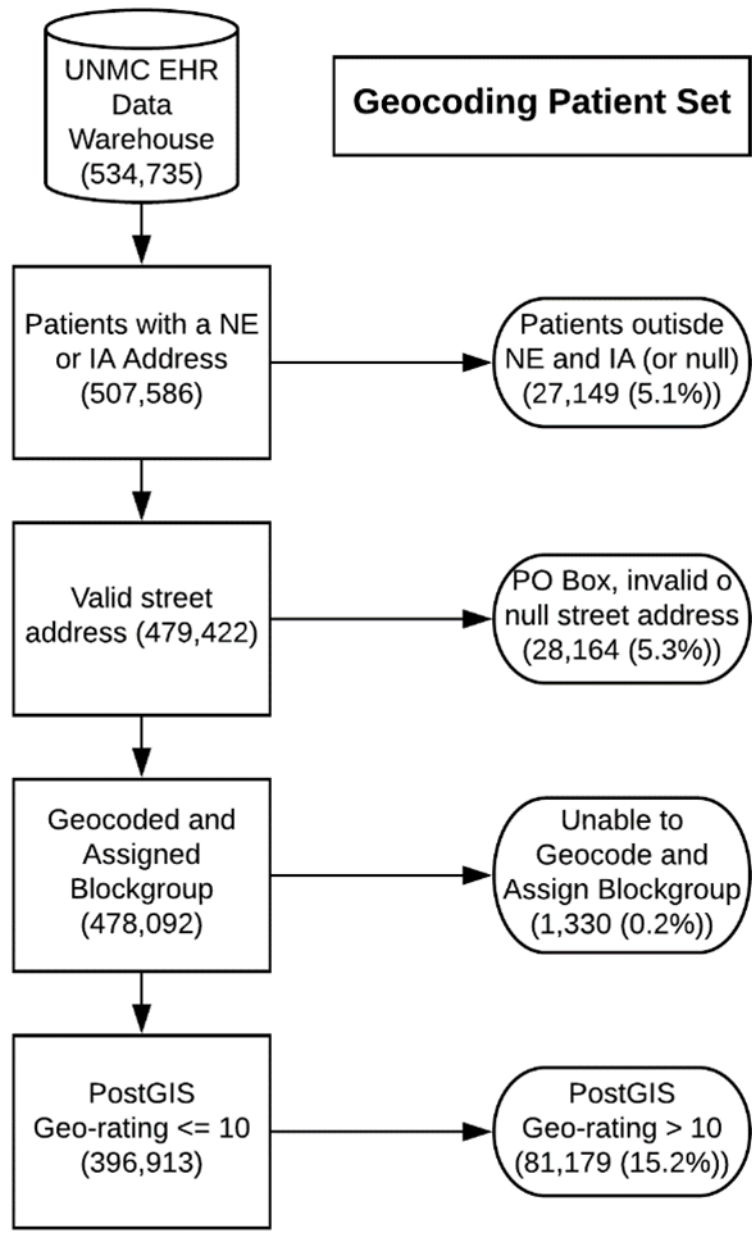 UNMC EHR
Data
Warehouse
(534,735)
Geocoding Patient Set
Patients with a NE
or IA Address
(507,586)
Patients outisde
NE and IA (or null)
(27,149 (5.1%))
Valid street
address (479,422)
PO Box, invalid o
null street address
(28,164 (5.3%))
Geocoded and
Assigned
Blockgroup
(478,092)
Unable to
Geocode and
Assign Blockgroup
(1,330 (0.2%))
PostGIS
Geo-rating <= 10
(396,913)
PostGIS
Geo-rating > 10
(81,179 (15.2%))